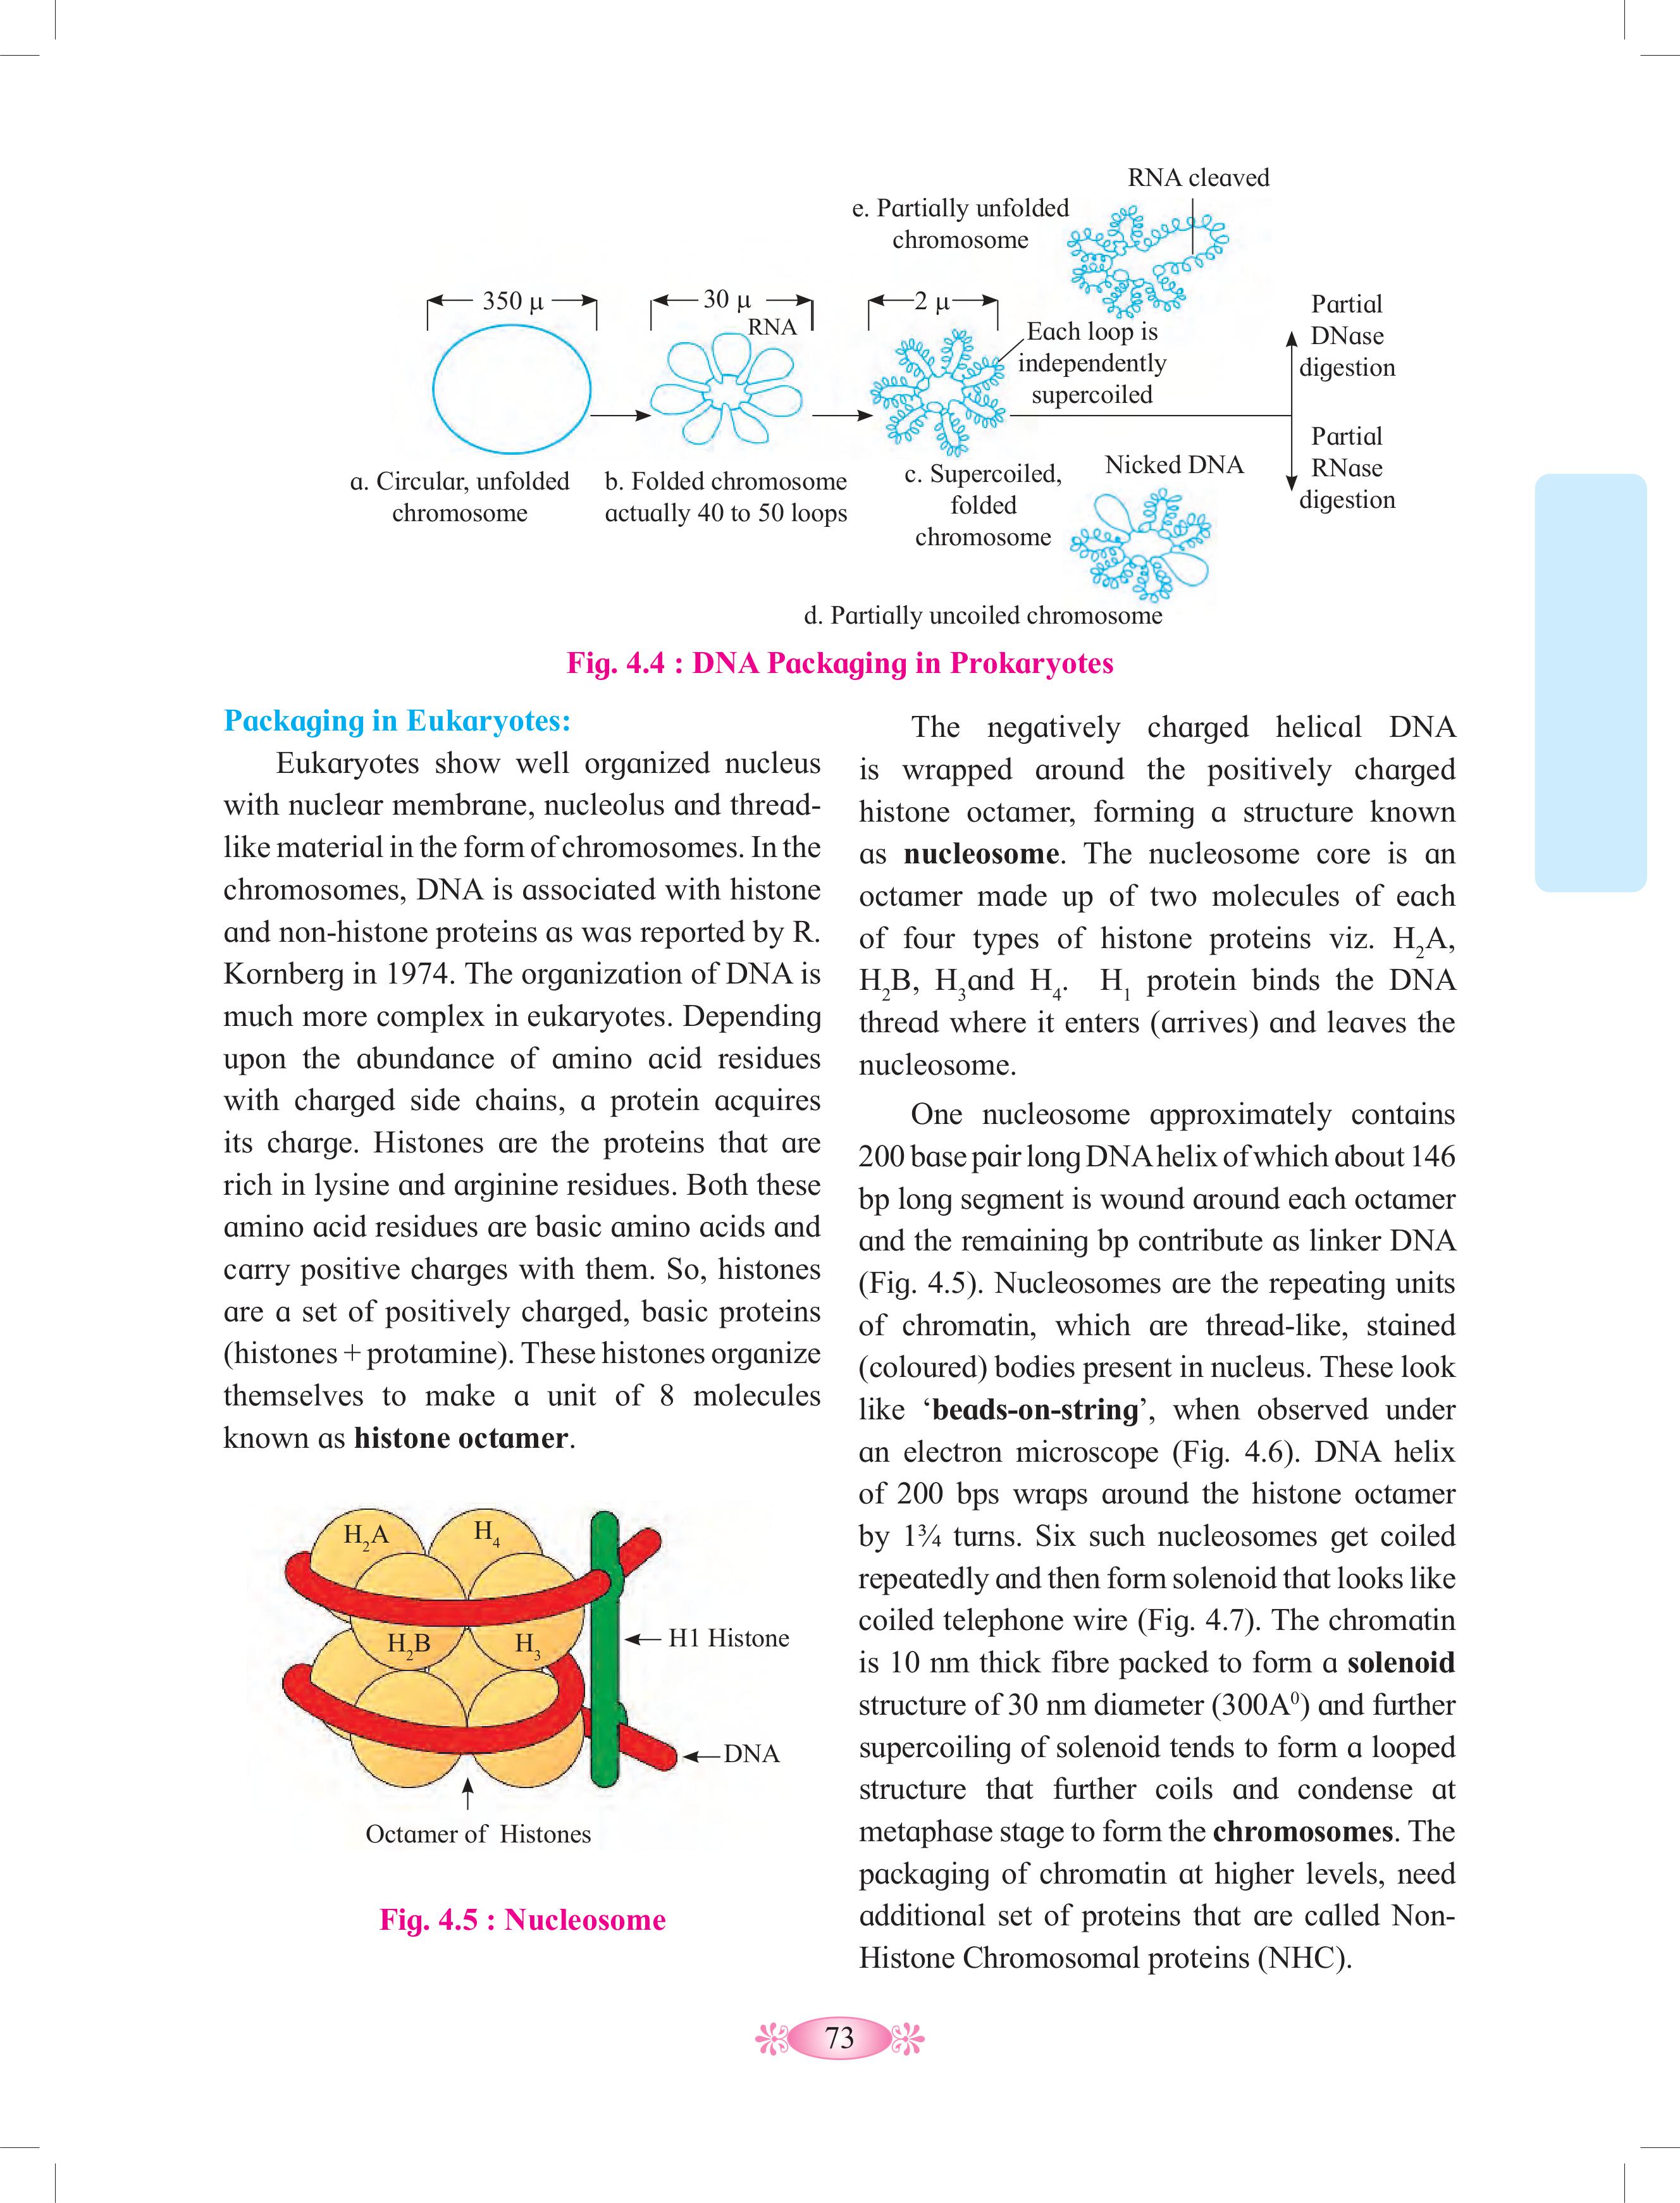 RNA cleaved
e. Partially unfolded
chromosome
350 μ
30 μ
RNA
2 μ
Each loop is
independently
supercoiled
Partial
DNase
digestion
Partial
RNase
digestion
a. Circular, unfolded
chromosome
b. Folded chromosome
actually 40 to 50 loops
c. Supercoiled,
folded
chromosome
Nicked DNA
d. Partially uncoiled chromosome
Fig. 4.4 : DNA Packaging in Prokaryotes
Packaging in Eukaryotes:
Eukaryotes show well organized nucleus
with nuclear membrane, nucleolus and thread-
like material in the form of chromosomes. In the
chromosomes, DNA is associated with histone
and non-histone proteins as was reported by R.
Kornberg in 1974. The organization of DNA is
much more complex in eukaryotes. Depending
upon the abundance of amino acid residues
with charged side chains, a protein acquires
its charge. Histones are the proteins that are
rich in lysine and arginine residues. Both these
amino acid residues are basic amino acids and
carry positive charges with them. So, histones
are a set of positively charged, basic proteins
(histones + protamine). These histones organize
themselves to make a unit of 8 molecules
known as histone octamer.
H₂A
H₄
H₂B
H₃
H1 Histone
DNA
Octamer of Histones
Fig. 4.5 : Nucleosome
The negatively charged helical DNA
is wrapped around the positively charged
histone octamer, forming a structure known
as nucleosome. The nucleosome core is an
octamer made up of two molecules of each
of four types of histone proteins viz. H₂A,
H₂B, H₃and H₄. H₁ protein binds the DNA
thread where it enters (arrives) and leaves the
nucleosome.
One nucleosome approximately contains
200 base pair long DNA helix of which about 146
bp long segment is wound around each octamer
and the remaining bp contribute as linker DNA
(Fig. 4.5). Nucleosomes are the repeating units
of chromatin, which are thread-like, stained
(coloured) bodies present in nucleus. These look
like ‘beads-on-string’, when observed under
an electron microscope (Fig. 4.6). DNA helix
of 200 bps wraps around the histone octamer
by 1¾ turns. Six such nucleosomes get coiled
repeatedly and then form solenoid that looks like
coiled telephone wire (Fig. 4.7). The chromatin
is 10 nm thick fibre packed to form a solenoid
structure of 30 nm diameter (300A⁰) and further
supercoiling of solenoid tends to form a looped
structure that further coils and condense at
metaphase stage to form the chromosomes. The
packaging of chromatin at higher levels, need
additional set of proteins that are called Non-
Histone Chromosomal proteins (NHC).
73